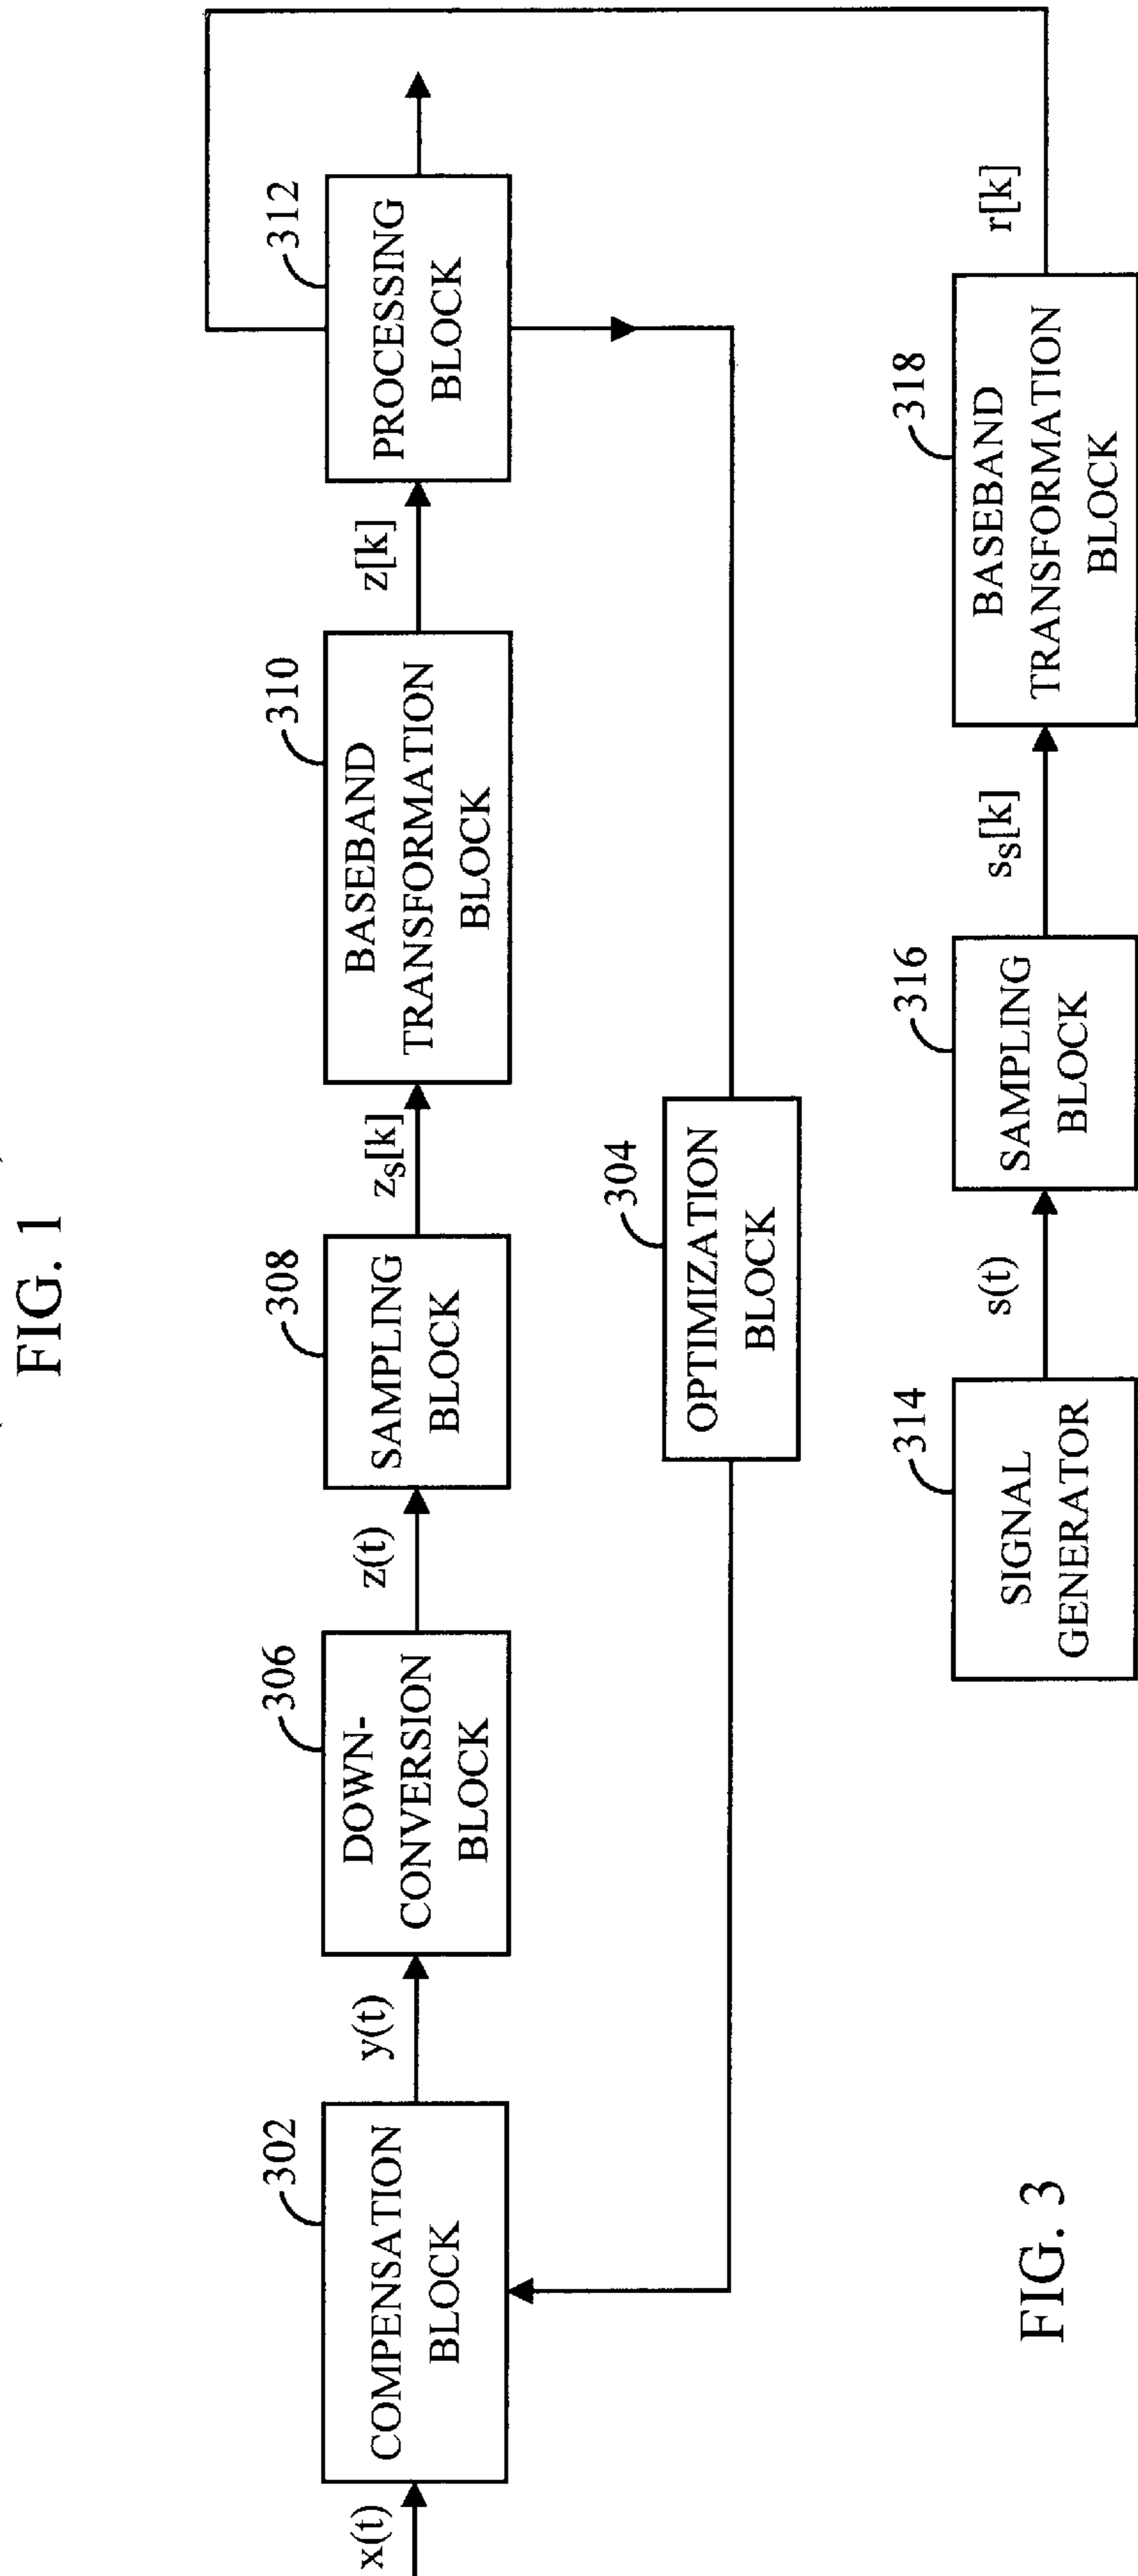 FIG. 1
312
310
308
306
302
x(t)
COMPENSATION
BLOCK
y(t)
DOWN-
CONVERSION
BLOCK
z(t)
SAMPLING
BLOCK
zs[k]
BASEBAND
TRANSFORMATION
BLOCK
z[k]
PROCESSING
BLOCK
304
OPTIMIZATION
BLOCK
314
SIGNAL
GENERATOR
s(t)
316
SAMPLING
BLOCK
ss[k]
318
BASEBAND
TRANSFORMATION
BLOCK
r[k]
FIG. 3